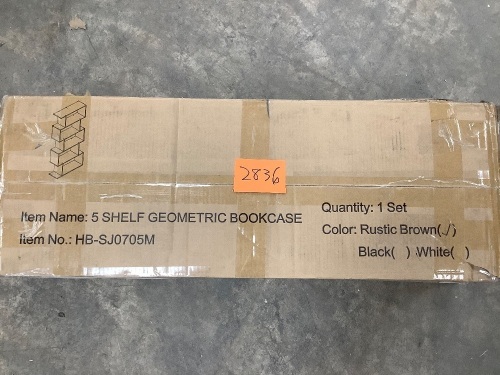 2836
Item Name: 5 SHELF GEOMETRIC BOOKCASE
Item No.: HB-SJ0705M
Quantity: 1 Set
Color: Rustic Brown(✓)
Black( ) White( )